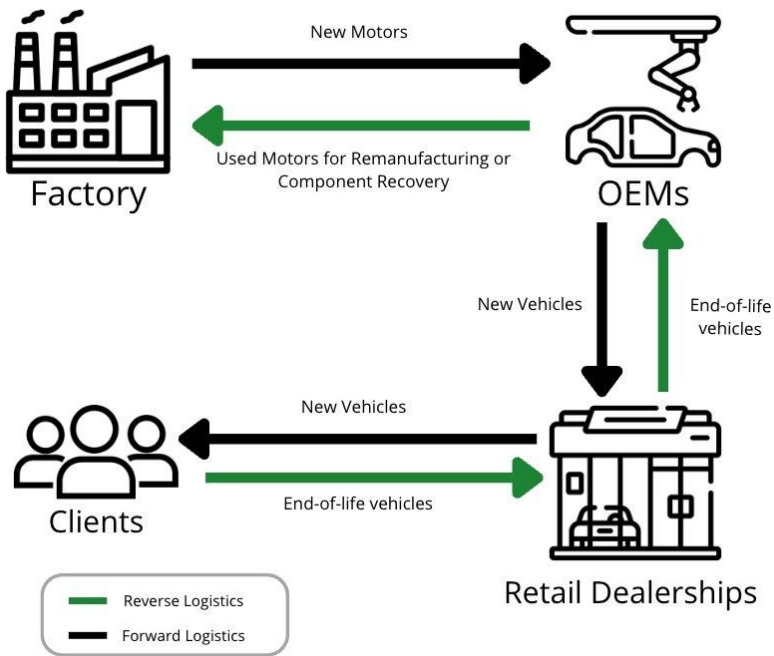 New Motors
Used Motors for Remanufacturing or
Component Recovery
Factory
OEMs
New Vehicles
End-of-life
vehicles
New Vehicles
End-of-life vehicles
Clients
Retail Dealerships
Reverse Logistics
Forward Logistics